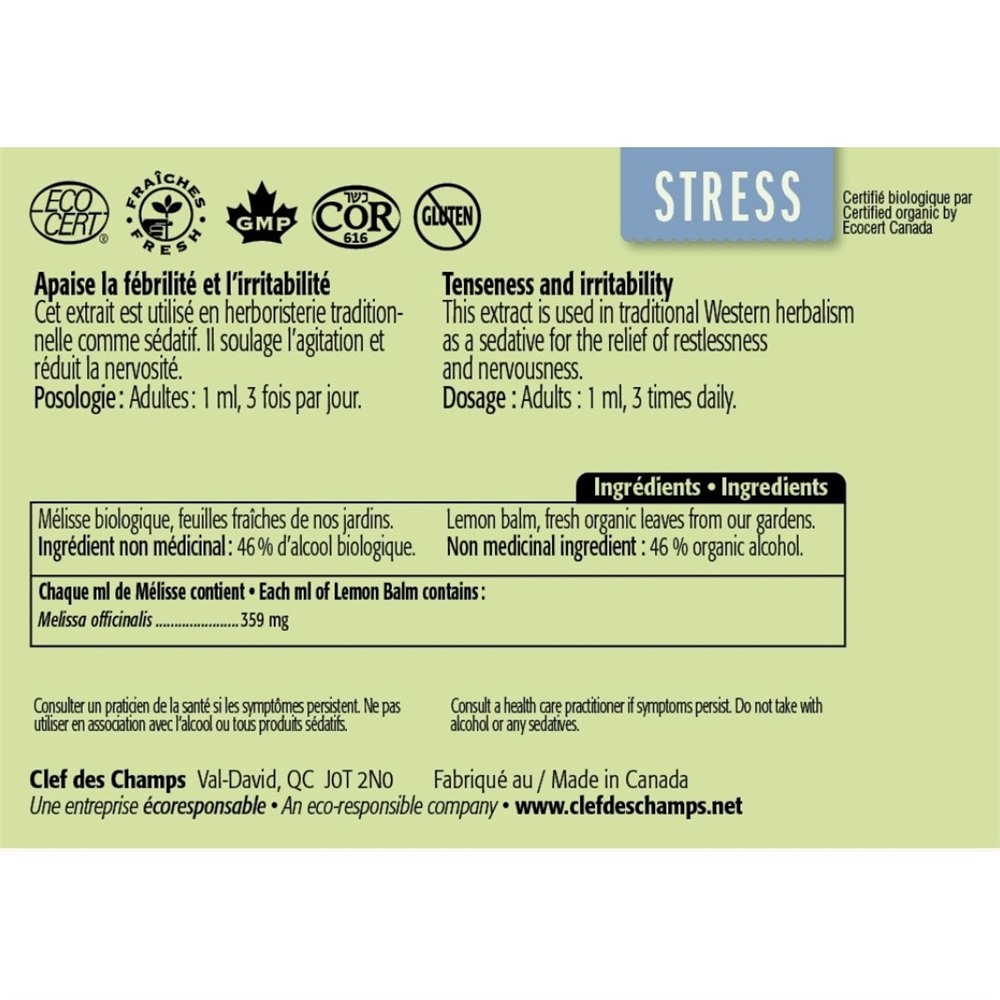 ECO
CERT
®
FRAÎCHES
FRESH
GMP
כשר
COR
616
GLUTEN
STRESS
Certifié biologique par
Certified organic by
Ecocert Canada
Apaise la fébrilité et l'irritabilité
Cet extrait est utilisé en herboristerie tradition-
nelle comme sédatif. Il soulage l'agitation et
réduit la nervosité.
Posologie : Adultes : 1 ml, 3 fois par jour.
Tenseness and irritability
This extract is used in traditional Western herbalism
as a sedative for the relief of restlessness
and nervousness.
Dosage : Adults : 1 ml, 3 times daily.
Ingrédients • Ingredients
Mélisse biologique, feuilles fraîches de nos jardins.
Ingrédient non médicinal : 46 % d'alcool biologique.
Lemon balm, fresh organic leaves from our gardens.
Non medicinal ingredient : 46 % organic alcohol.
Chaque ml de Mélisse contient • Each ml of Lemon Balm contains :
Melissa officinalis ...................... 359 mg
Consulter un praticien de la santé si les symptômes persistent. Ne pas
utiliser en association avec l'alcool ou tous produits sédatifs.
Consult a health care practitioner if symptoms persist. Do not take with
alcohol or any sedatives.
Clef des Champs Val-David, QC J0T 2N0 Fabriqué au / Made in Canada
Une entreprise écoresponsable • An eco-responsible company • www.clefdeschamps.net